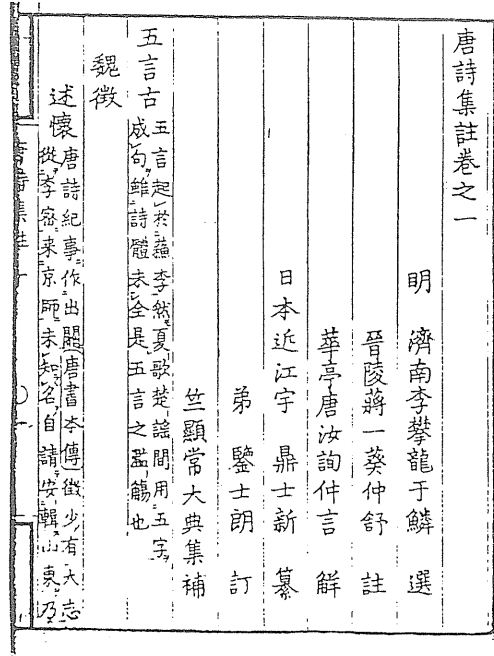 唐詩集註卷之一
明　濟南李攀龍于鱗　選
晉陵蔣一葵仲舒　註
華亭唐汝詢仲言　解
日本近江宇　鼎士新　纂
弟　鑒士朗　訂
竺顯常大典集補
五言古
五言起於蘇李然夏歌楚謠間用五字
成句雖詩體未全是五言之濫觴也
魏徵
述懷
唐詩紀事作出關唐書本傳徵少有大志
從李密来京師未知名自請安輯山東乃